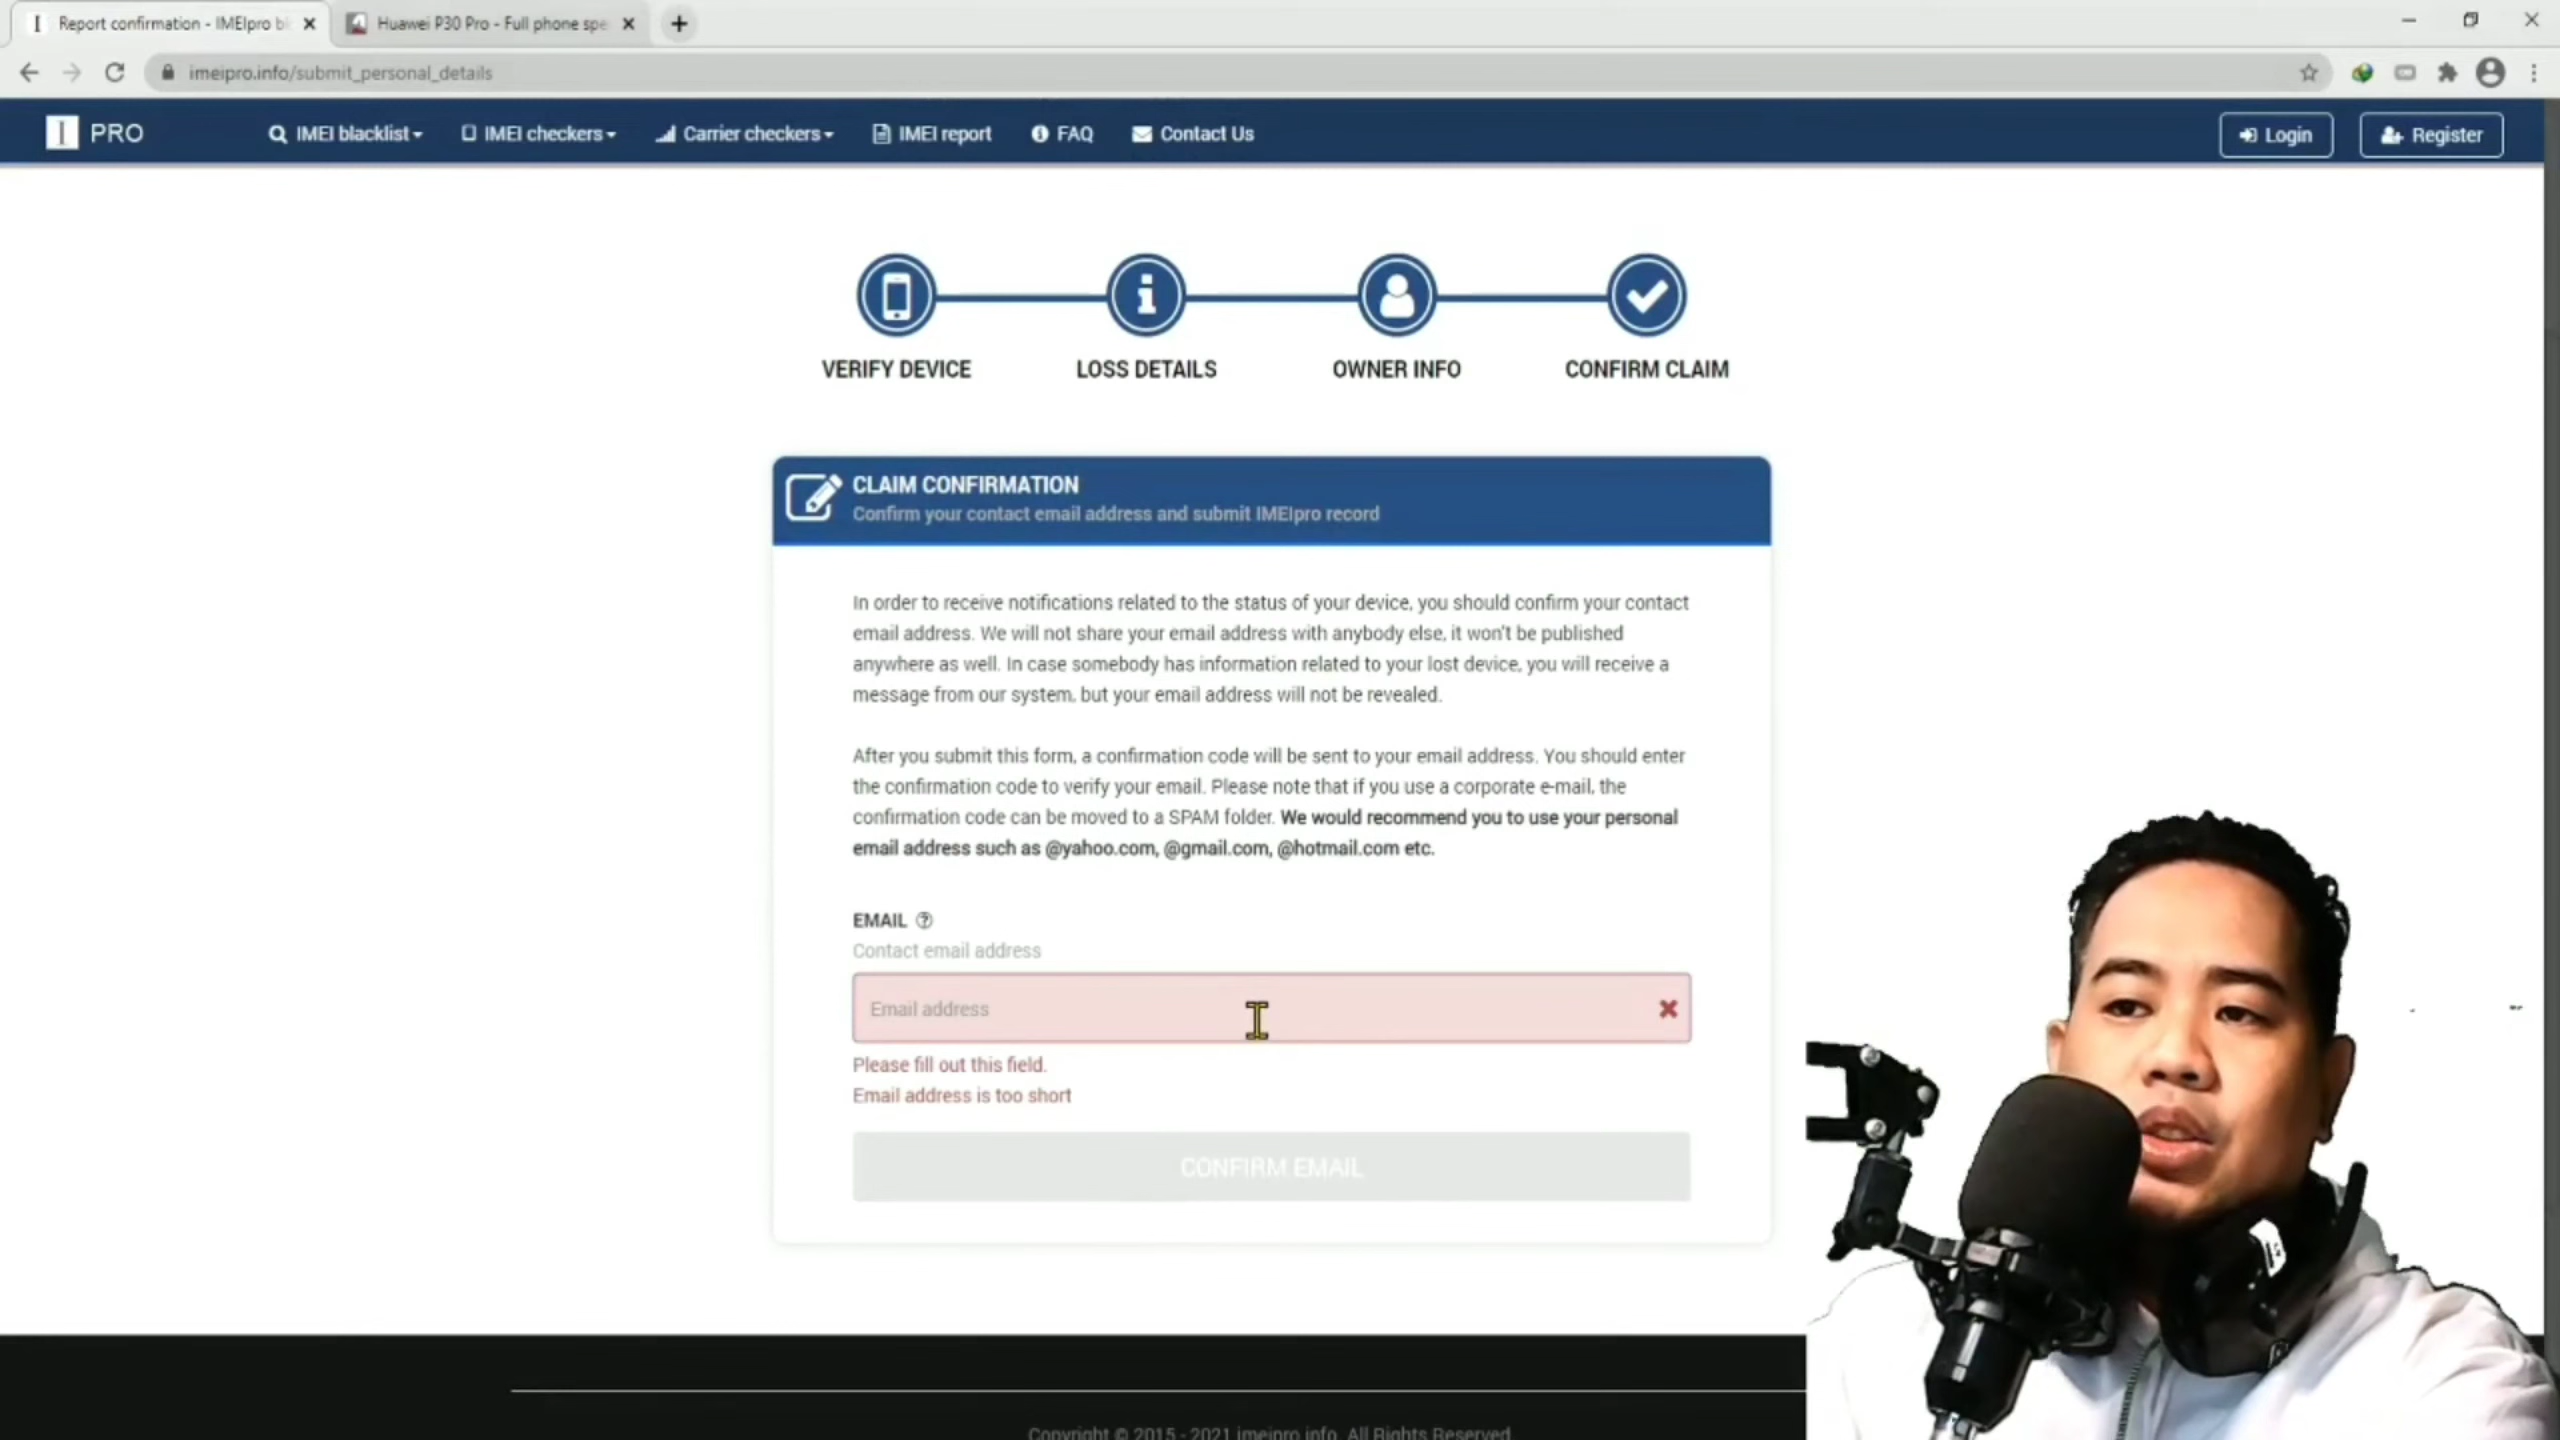 Report confirmation - IMEIpro bl
Huawei P30 Pro - Full phone spe
imeipro.info/submit_personal_details
I PRO
IMEI blacklist
IMEI checkers
Carrier checkers
IMEI report
FAQ
Contact Us
Login
Register
VERIFY DEVICE
LOSS DETAILS
OWNER INFO
CONFIRM CLAIM
CLAIM CONFIRMATION
Confirm your contact email address and submit IMEIpro record
In order to receive notifications related to the status of your device, you should confirm your contact
email address. We will not share your email address with anybody else, it won't be published
anywhere as well. In case somebody has information related to your lost device, you will receive a
message from our system, but your email address will not be revealed.
After you submit this form, a confirmation code will be sent to your email address. You should enter
the confirmation code to verify your email. Please note that if you use a corporate e-mail, the
confirmation code can be moved to a SPAM folder. We would recommend you to use your personal
email address such as @yahoo.com, @gmail.com, @hotmail.com etc.
EMAIL
Contact email address
Email address
Please fill out this field.
Email address is too short
CONFIRM EMAIL
Copyright © 2015 - 2021 imeipro.info. All Rights Reserved